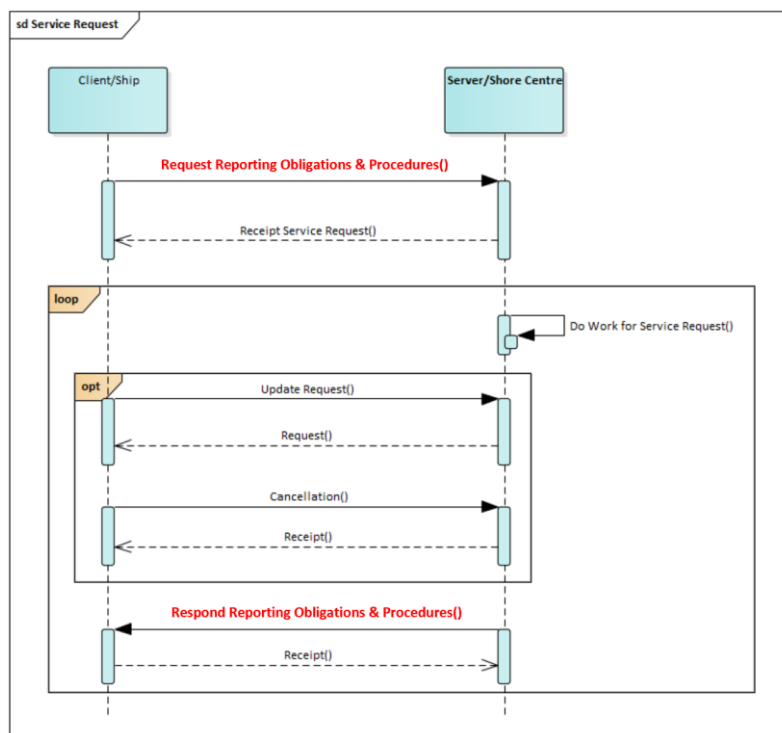 sd Service Request
Client/Ship
Server/Shore Centre
Request Reporting Obligations & Procedures()
Receipt Service Request()
loop
Do Work for Service Request()
opt
Update Request()
Request()
Cancellation()
Receipt()
Respond Reporting Obligations & Procedures()
Receipt()